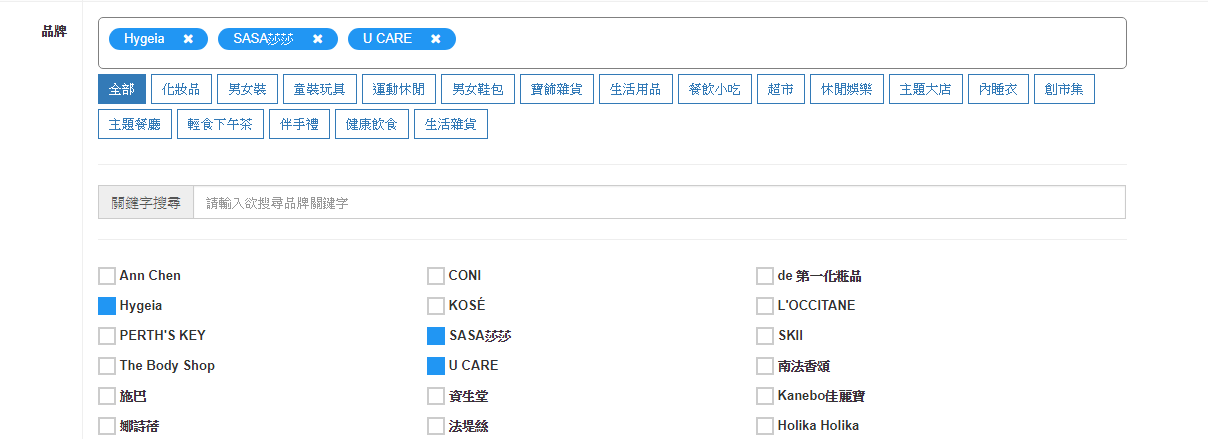 品牌
Hygeia ✖ SASA莎莎 ✖ U CARE ✖
全部 化妝品 男女裝 童裝玩具 運動休閒 男女鞋包 寶飾雜貨 生活用品 餐飲小吃 超市 休閒娛樂 主題大店 內睡衣 創市集
主題餐廳 輕食下午茶 伴手禮 健康飲食 生活雜貨
關鍵字搜尋 請輸入欲搜尋品牌關鍵字
Ann Chen CONI de 第一化粧品
Hygeia KOSÉ L'OCCITANE
PERTH'S KEY SASA莎莎 SKII
The Body Shop U CARE 南法香頌
施巴 資生堂 Kanebo佳麗寶
娜詩蓓 法堤絲 Holika Holika